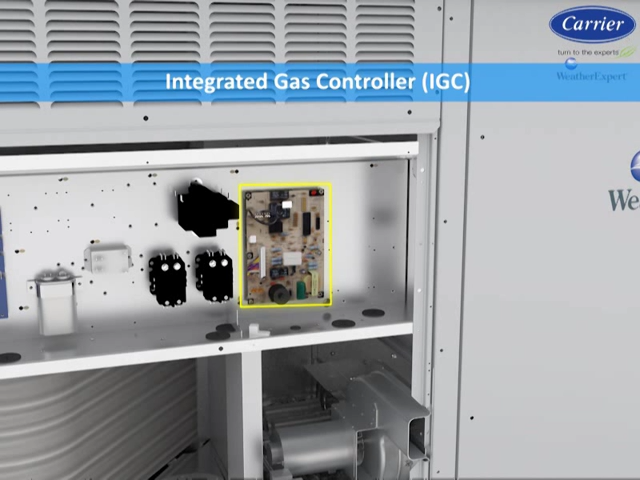 Carrier
turn to the experts
WeatherExpert
Integrated Gas Controller (IGC)
We